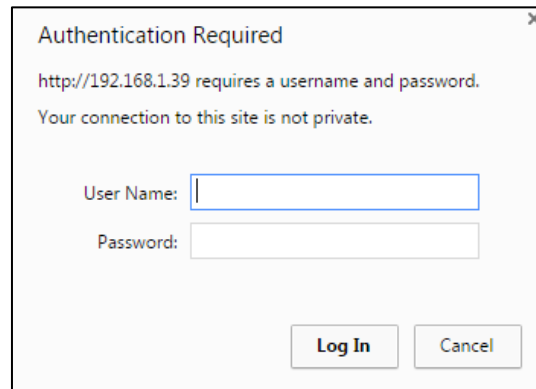 Authentication Required
http://192.168.1.39 requires a username and password.
Your connection to this site is not private.
User Name:
Password:
Log In
Cancel